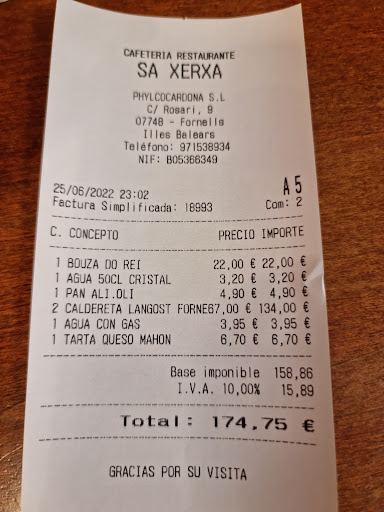 CAFETERIA RESTAURANTE
SA XERXA
PHYLCOCARDONA S.L
C/ Rosari, 9
07748 - Fornells
Illes Balears
Teléfono: 971538934
NIF: B05366349
25/06/2022 23:02 A 5
Factura Simplificada: 18993 Com: 2
C. CONCEPTO PRECIO IMPORTE
1 BOUZA DO REI 22,00 € 22,00 €
1 AGUA 50CL CRISTAL 3,20 € 3,20 €
1 PAN ALI.OLI 4,90 € 4,90 €
2 CALDERETA LANGOST FORNE67,00 € 134,00 €
1 AGUA CON GAS 3,95 € 3,95 €
1 TARTA QUESO MAHON 6,70 € 6,70 €
Base imponible 158,86
I.V.A. 10,00% 15,89
Total: 174,75 €
GRACIAS POR SU VISITA